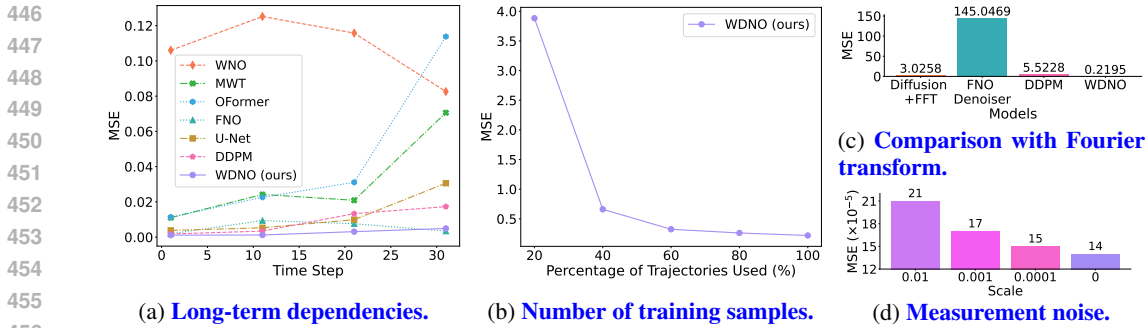 446
447
448
449
450
451
452
453
454
455
0.12
0.10
0.08
0.06
0.04
0.02
0.00
MSE
WNO
MWT
OFormer
FNO
U-Net
DDPM
WDNO (ours)
0 5 10 15 20 25 30
Time Step
(a) Long-term dependencies.
4.0
3.5
3.0
2.5
2.0
1.5
1.0
0.5
MSE
WDNO (ours)
20 40 60 80 100
Percentage of Trajectories Used (%)
(b) Number of training samples.
150
100
50
0
MSE
3.0258 145.0469 5.5228 0.2195
Diffusion FNO DDPM WDNO
+FFT Denoiser
Models
(c) Comparison with Fourier
transform.
21
18
15
12
MSE (×10⁻⁵)
21 17 15 14
0.01 0.001 0.0001 0
Scale
(d) Measurement noise.